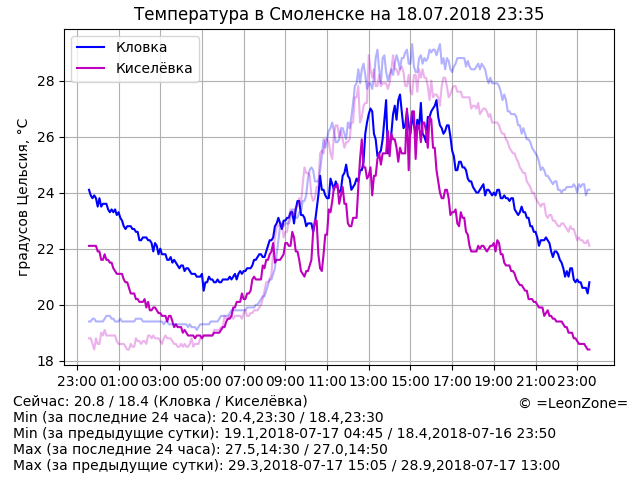 Температура в Смоленске на 18.07.2018 23:35
Кловка
Киселёвка
градусов Цельсия, °C
28
26
24
22
20
18
23:00 01:00 03:00 05:00 07:00 09:00 11:00 13:00 15:00 17:00 19:00 21:00 23:00
Сейчас: 20.8 / 18.4 (Кловка / Киселёвка)
© =LeonZone=
Min (за последние 24 часа): 20.4,23:30 / 18.4,23:30
Min (за предыдущие сутки): 19.1,2018-07-17 04:45 / 18.4,2018-07-16 23:50
Max (за последние 24 часа): 27.5,14:30 / 27.0,14:50
Max (за предыдущие сутки): 29.3,2018-07-17 15:05 / 28.9,2018-07-17 13:00